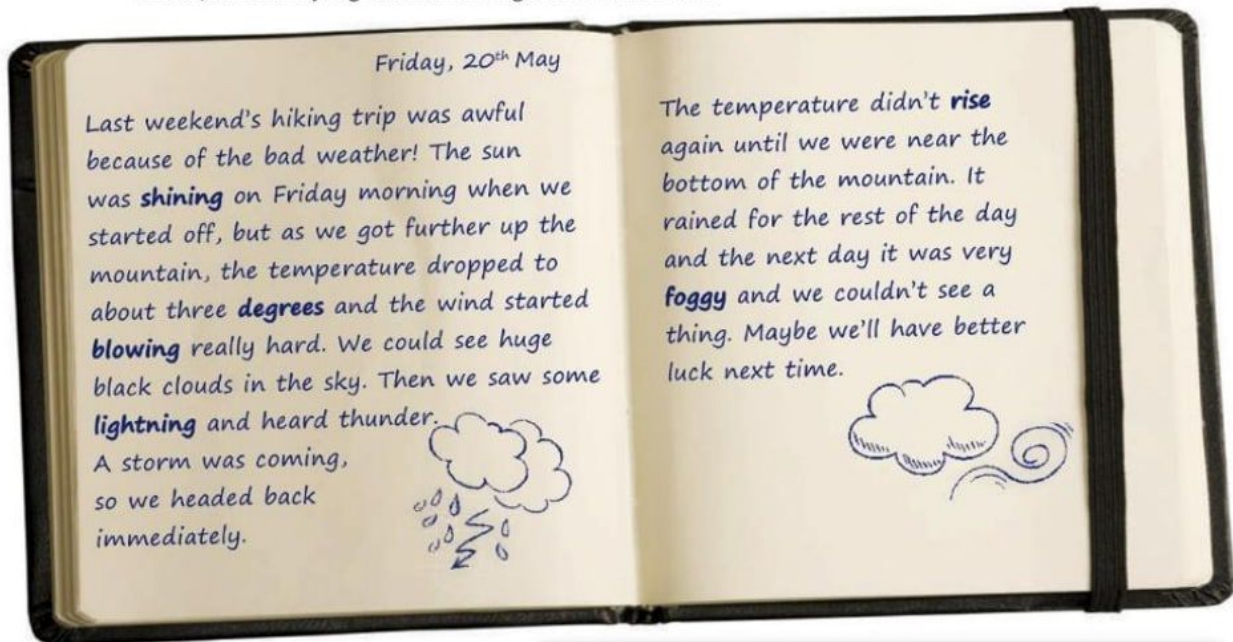 Friday, 20th May
Last weekend's hiking trip was awful
because of the bad weather! The sun
was shining on Friday morning when we
started off, but as we got further up the
mountain, the temperature dropped to
about three degrees and the wind started
blowing really hard. We could see huge
black clouds in the sky. Then we saw some
lightning and heard thunder.
A storm was coming,
so we headed back
immediately.
The temperature didn't rise
again until we were near the
bottom of the mountain. It
rained for the rest of the day
and the next day it was very
foggy and we couldn't see a
thing. Maybe we'll have better
luck next time.